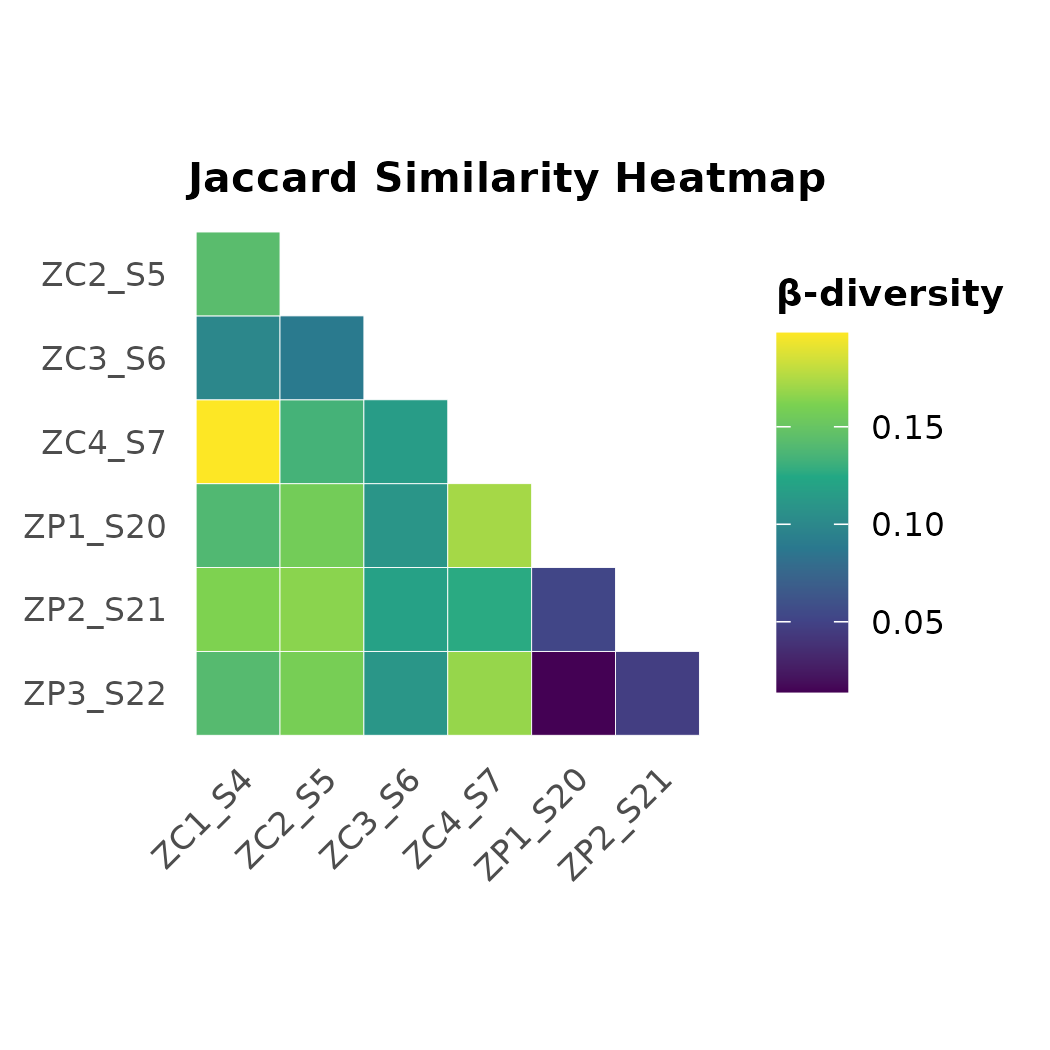 Jaccard Similarity Heatmap
ZC2_S5
ZC3_S6
ZC4_S7
ZP1_S20
ZP2_S21
ZP3_S22
ZC1_S4
ZC2_S5
ZC3_S6
ZC4_S7
ZP1_S20
ZP2_S21
β-diversity
0.15
0.10
0.05